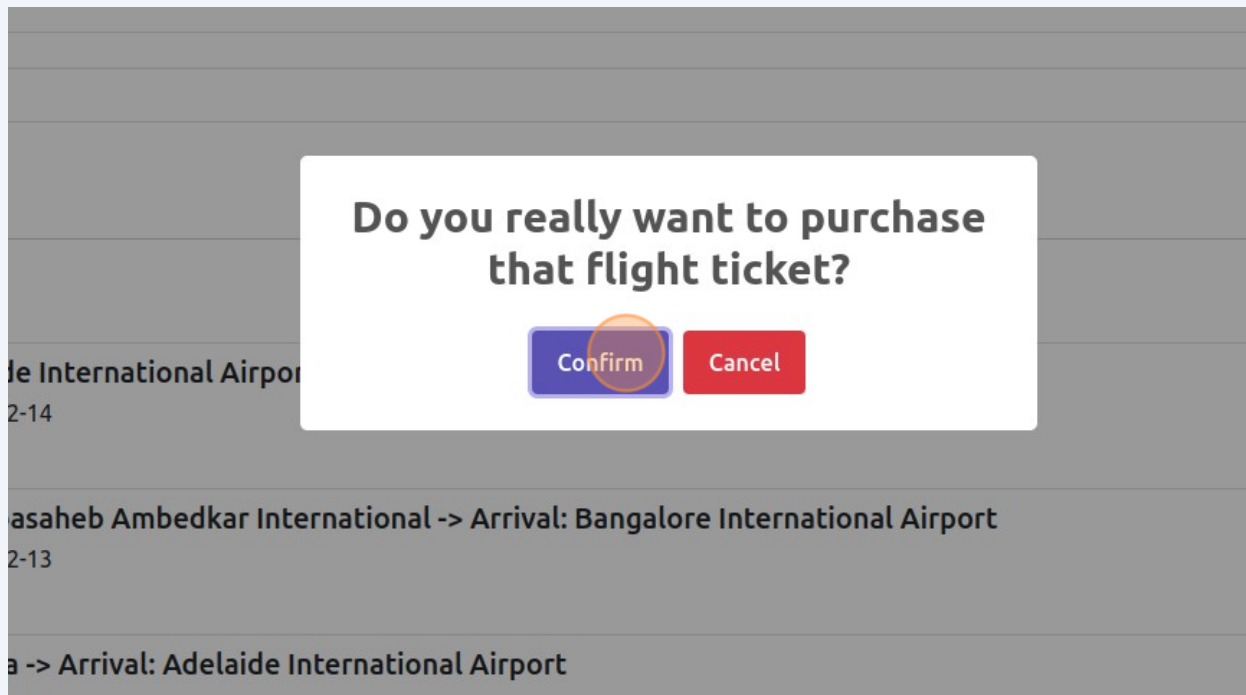 Do you really want to purchase
that flight ticket?
Confirm Cancel
de International Airpor
2-14
asaheb Ambedkar International -> Arrival: Bangalore International Airport
2-13
a -> Arrival: Adelaide International Airport